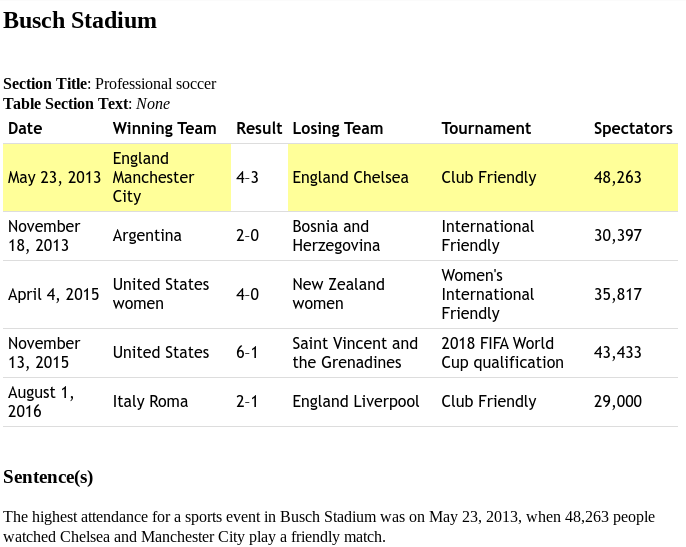 Busch Stadium
Section Title: Professional soccer
Table Section Text: None
Date Winning Team Result Losing Team Tournament Spectators
May 23, 2013 England Manchester City 4–3 England Chelsea Club Friendly 48,263
November 18, 2013 Argentina 2–0 Bosnia and Herzegovina International Friendly 30,397
April 4, 2015 United States women 4–0 New Zealand women Women's International Friendly 35,817
November 13, 2015 United States 6–1 Saint Vincent and the Grenadines 2018 FIFA World Cup qualification 43,433
August 1, 2016 Italy Roma 2–1 England Liverpool Club Friendly 29,000
Sentence(s)
The highest attendance for a sports event in Busch Stadium was on May 23, 2013, when 48,263 people
watched Chelsea and Manchester City play a friendly match.